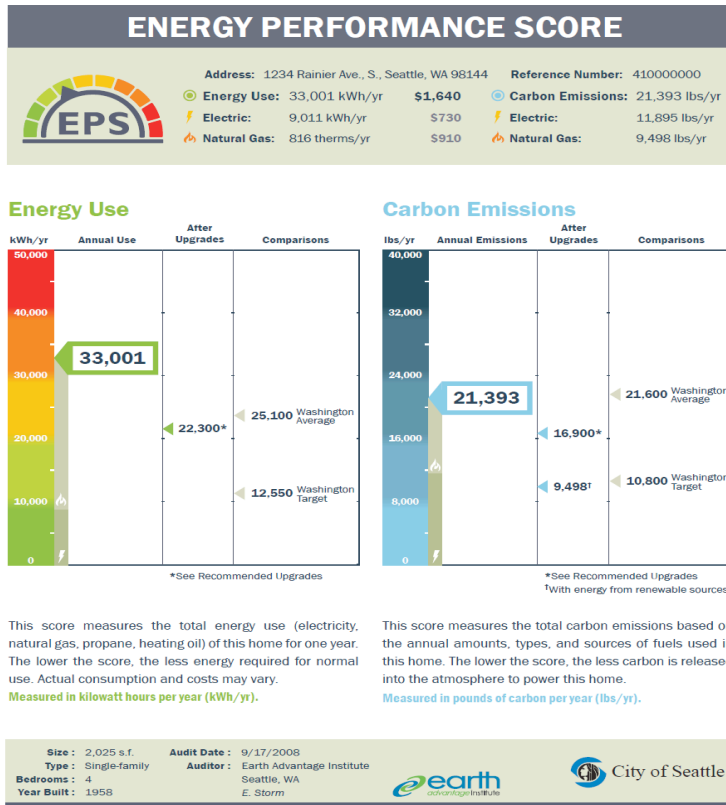 ENERGY PERFORMANCE SCORE
EPS
Address: 1234 Rainier Ave., S., Seattle, WA 98144
Reference Number: 410000000
Energy Use: 33,001 kWh/yr $1,640
Carbon Emissions: 21,393 lbs/yr
Electric: 9,011 kWh/yr $730
Electric: 11,895 lbs/yr
Natural Gas: 816 therms/yr $910
Natural Gas: 9,498 lbs/yr
Energy Use
kWh/yr
Annual Use
After
Upgrades
Comparisons
50,000
40,000
33,001
30,000
25,100 Washington
Average
22,300*
20,000
12,550 Washington
Target
10,000
0
*See Recommended Upgrades
Carbon Emissions
lbs/yr
Annual Emissions
After
Upgrades
Comparisons
40,000
32,000
24,000
21,600 Washington
Average
21,393
16,900*
16,000
10,800 Washington
Target
9,498†
8,000
0
*See Recommended Upgrades
†With energy from renewable sources
This score measures the total energy use (electricity,
natural gas, propane, heating oil) of this home for one year.
The lower the score, the less energy required for normal
use. Actual consumption and costs may vary.
Measured in kilowatt hours per year (kWh/yr).
This score measures the total carbon emissions based o
the annual amounts, types, and sources of fuels used i
this home. The lower the score, the less carbon is release
into the atmosphere to power this home.
Measured in pounds of carbon per year (lbs/yr).
Size : 2,025 s.f.
Type : Single-family
Bedrooms : 4
Year Built : 1958
Audit Date : 9/17/2008
Auditor : Earth Advantage Institute
Seattle, WA
E. Storm
earth
advantage institute
City of Seattle